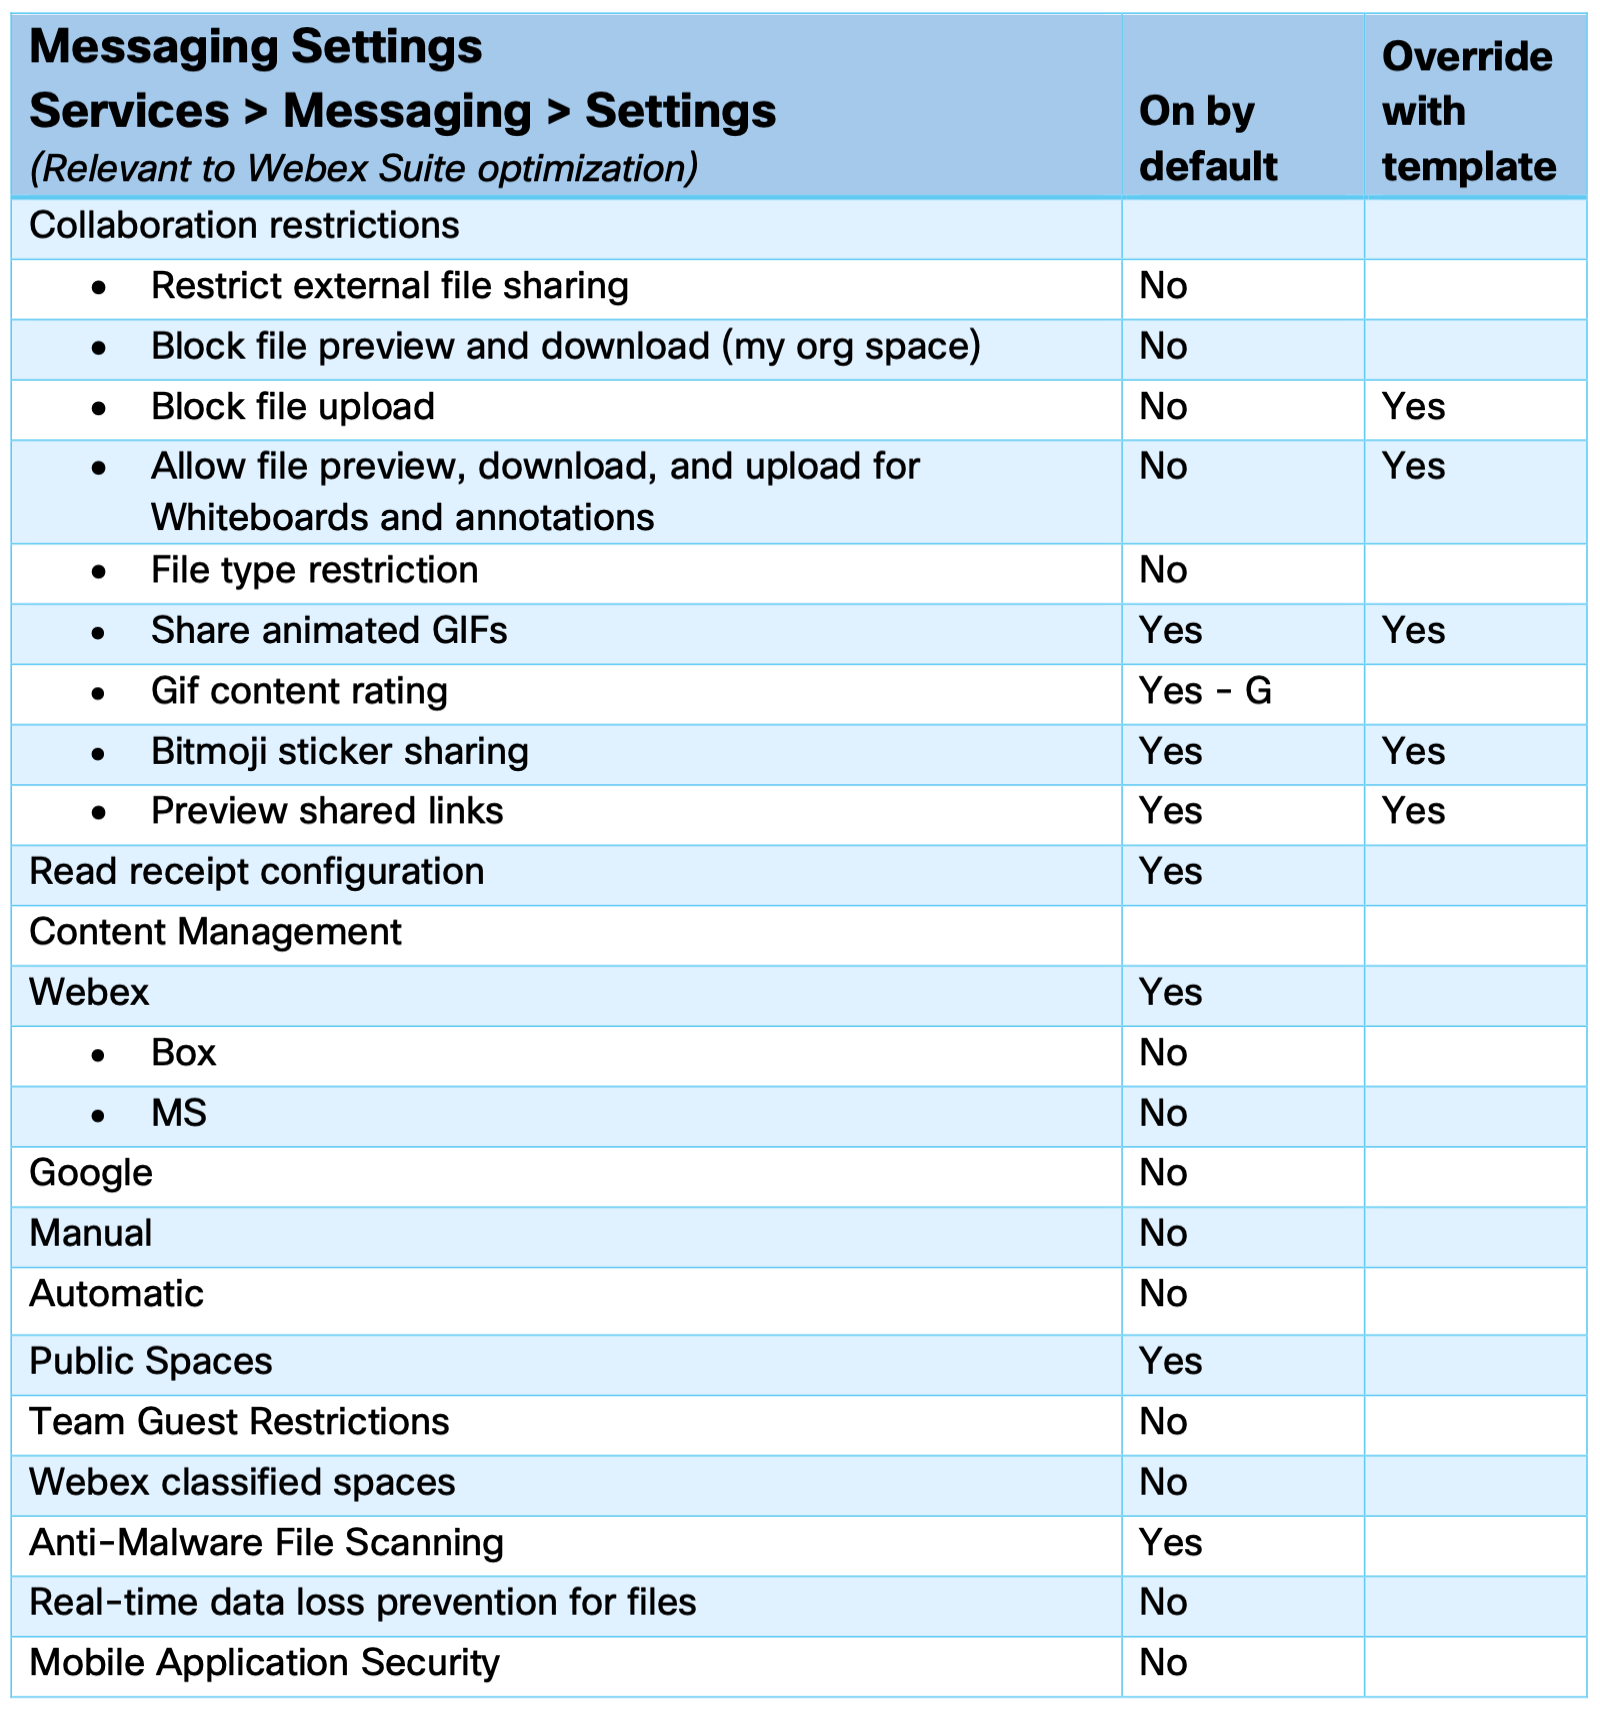 Messaging Settings
Services > Messaging > Settings
(Relevant to Webex Suite optimization)
On by
default
Override
with
template
Collaboration restrictions
• Restrict external file sharing No
• Block file preview and download (my org space) No
• Block file upload No Yes
• Allow file preview, download, and upload for No Yes
Whiteboards and annotations
• File type restriction No
• Share animated GIFs Yes Yes
• Gif content rating Yes - G
• Bitmoji sticker sharing Yes Yes
• Preview shared links Yes Yes
Read receipt configuration Yes
Content Management
Webex Yes
• Box No
• MS No
Google No
Manual No
Automatic No
Public Spaces Yes
Team Guest Restrictions No
Webex classified spaces No
Anti-Malware File Scanning Yes
Real-time data loss prevention for files No
Mobile Application Security No